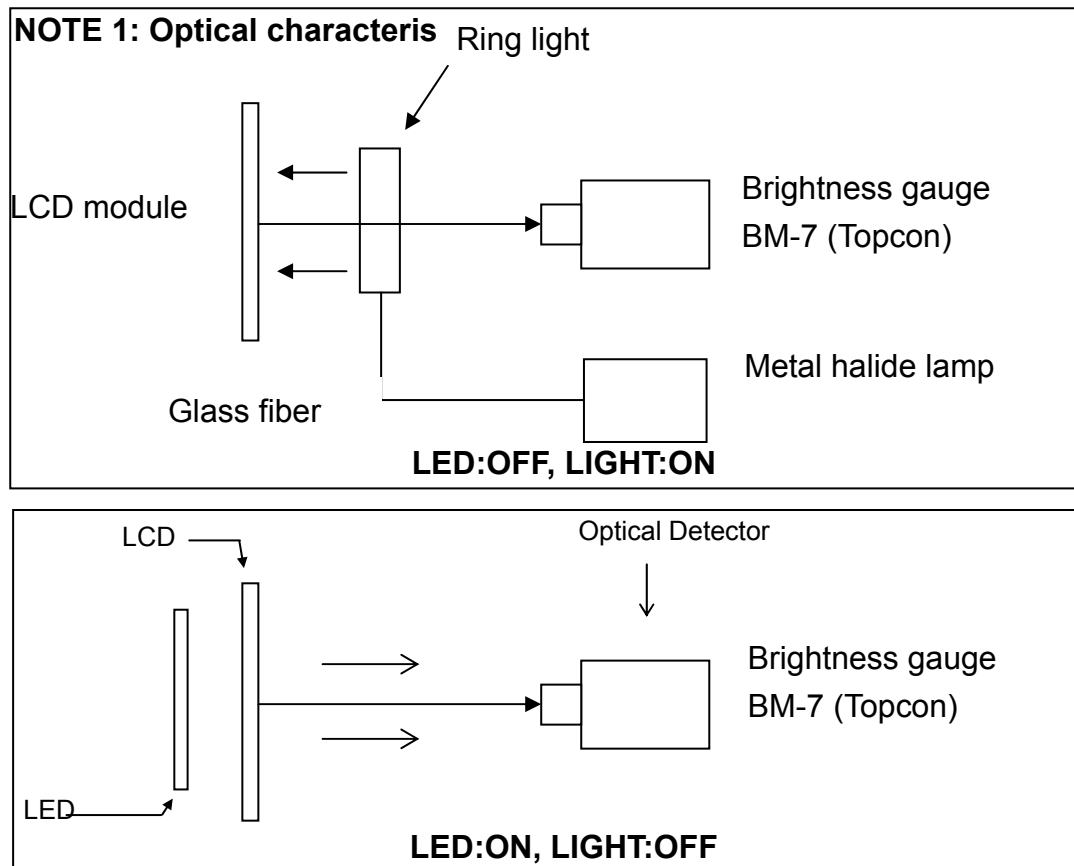 NOTE 1: Optical characteris
Ring light
LCD module
Brightness gauge
BM-7 (Topcon)
Metal halide lamp
Glass fiber
LED:OFF, LIGHT:ON
LCD
Optical Detector
Brightness gauge
BM-7 (Topcon)
LED
LED:ON, LIGHT:OFF